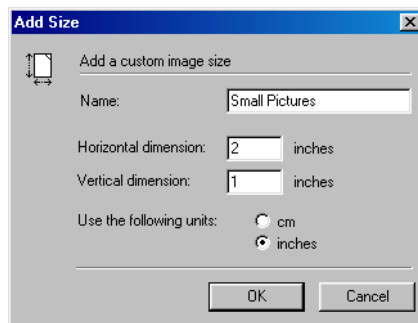 Add Size
Add a custom image size
Name: Small Pictures
Horizontal dimension: 2 inches
Vertical dimension: 1 inches
Use the following units: cm
inches
OK Cancel